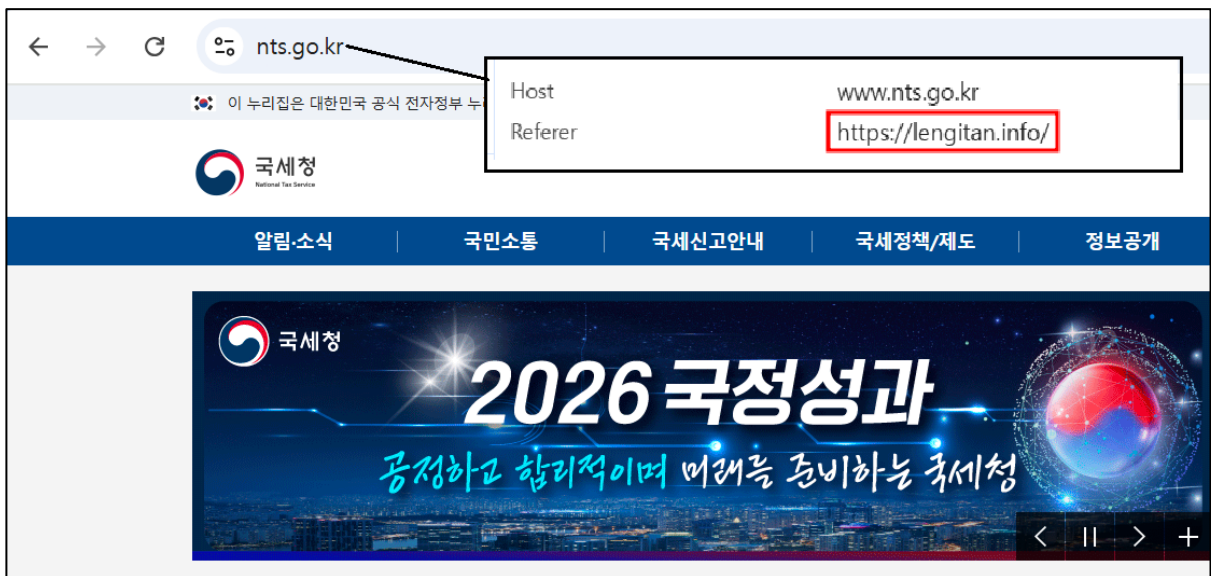 nts.go.kr
Host www.nts.go.kr
이 누리집은 대한민국 공식 전자정부
Referer https://lengitan.info/
국세청
National Tax Service
알림·소식 국민소통 국세신고안내 국세정책/제도 정보공개
국세청
2026 국정성과
공정하고 합리적이며 미래를 준비하는 국세청